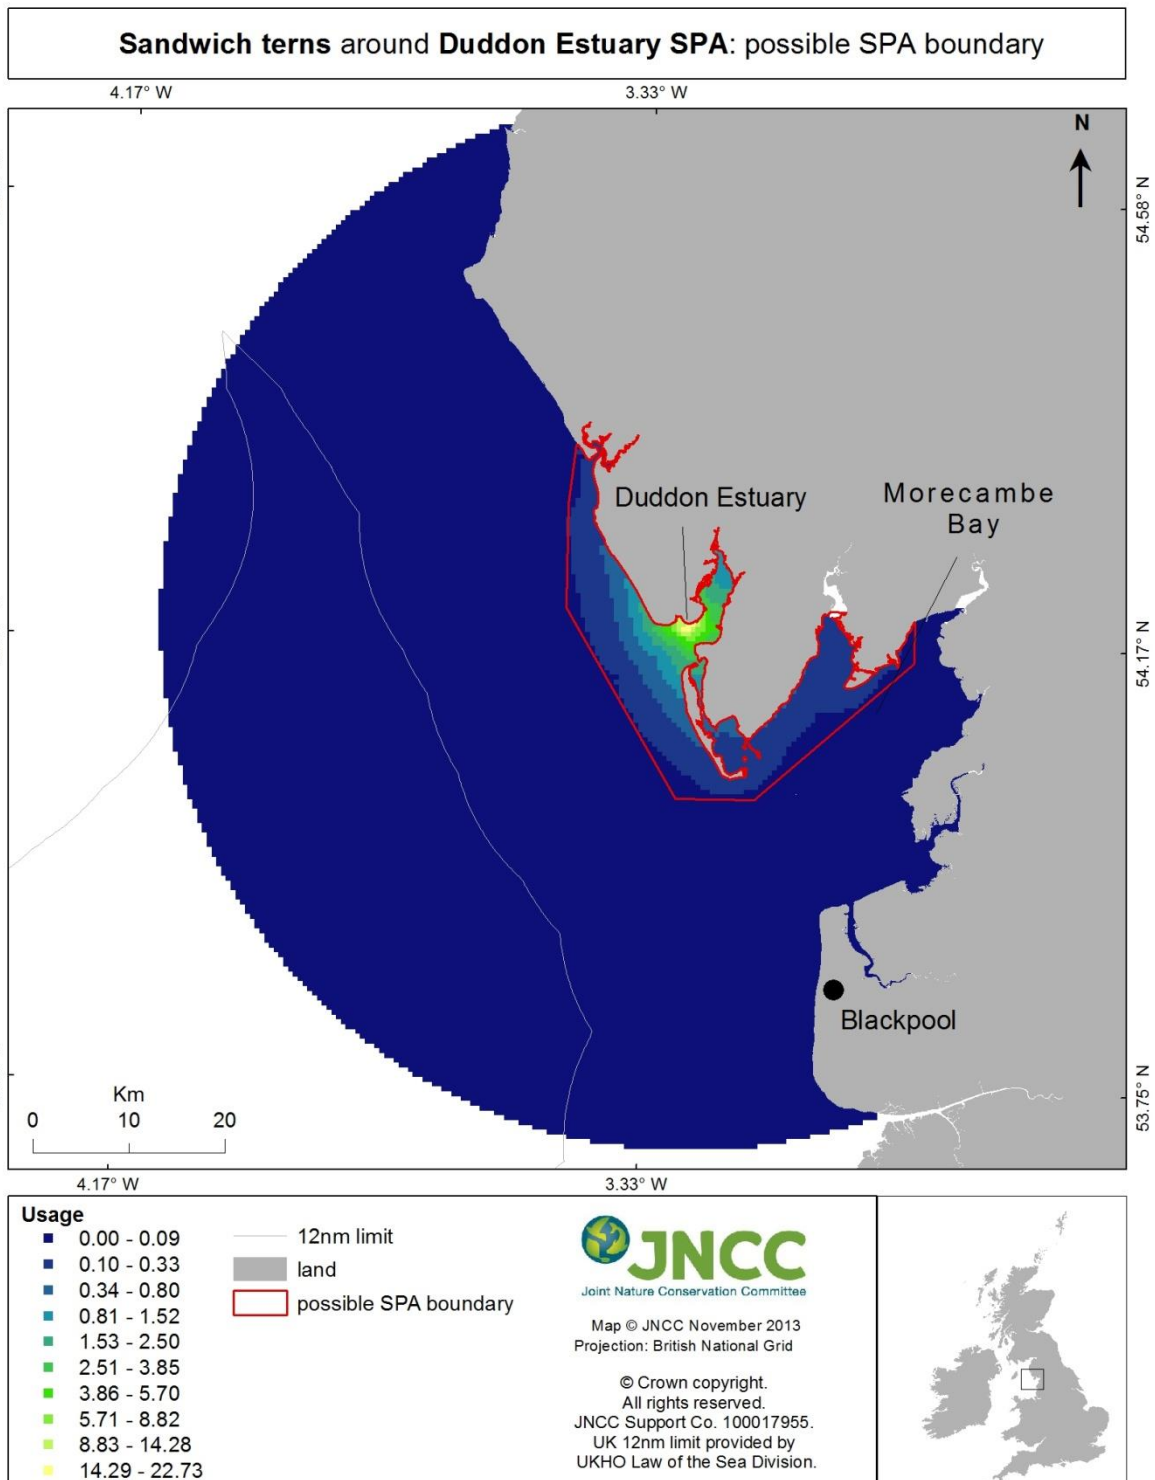 Sandwich terns around Duddon Estuary SPA: possible SPA boundary
4.17° W
3.33° W
N
54.58° N
Duddon Estuary
Morecambe
Bay
54.17° N
Blackpool
Km
0 10 20
53.75° N
4.17° W
3.33° W
Usage
0.00 - 0.09
0.10 - 0.33
0.34 - 0.80
0.81 - 1.52
1.53 - 2.50
2.51 - 3.85
3.86 - 5.70
5.71 - 8.82
8.83 - 14.28
14.29 - 22.73
12nm limit
land
possible SPA boundary
JNCC
Joint Nature Conservation Committee
Map © JNCC November 2013
Projection: British National Grid
© Crown copyright.
All rights reserved.
JNCC Support Co. 100017955.
UK 12nm limit provided by
UKHO Law of the Sea Division.